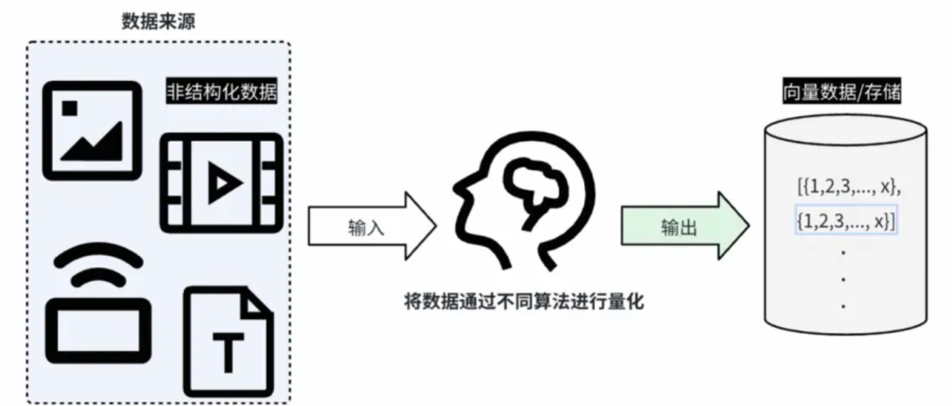 数据来源
非结构化数据
T
输入
将数据通过不同算法进行量化
输出
向量数据/存储
[{1,2,3,..., x},
{1,2,3,..., x}]
.
.
.